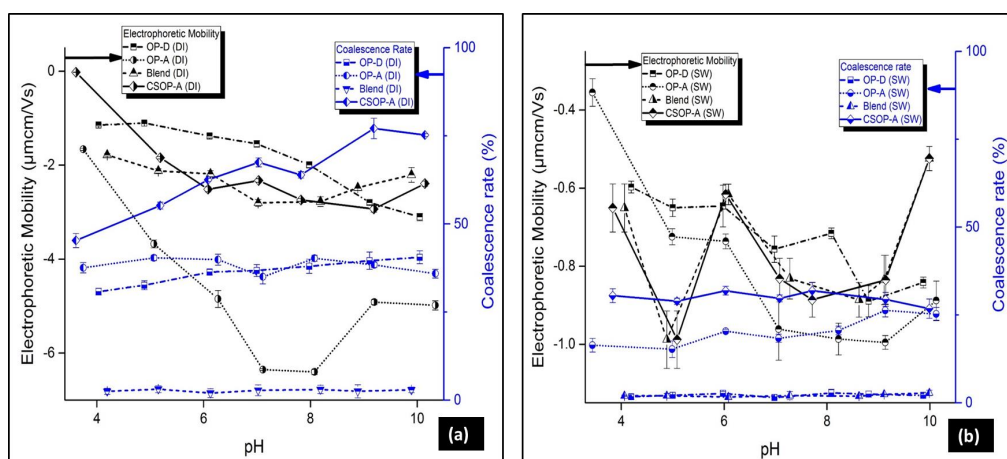 Electrophoretic Mobility
OP-D (DI)
OP-A (DI)
Blend (DI)
CSOP-A (DI)
Coalescence Rate
OP-D (DI)
OP-A (DI)
Blend (DI)
CSOP-A (DI)
Electrophoretic Mobility (µmcm/Vs)
0
-2
-4
-6
100
50
0
Coalescence rate (%)
4
6
8
10
pH
(a)
Electrophoretic Mobility
OP-D (SW)
OP-A (SW)
Blend (SW)
CSOP-A (SW)
Coalescence rate
OP-D (SW)
OP-A (SW)
Blend (SW)
CSOP-A (SW)
Electrophoretic Mobility (µmcm/Vs)
-0.4
-0.6
-0.8
-1.0
100
50
0
Coalescence rate (%)
4
6
8
10
pH
(b)